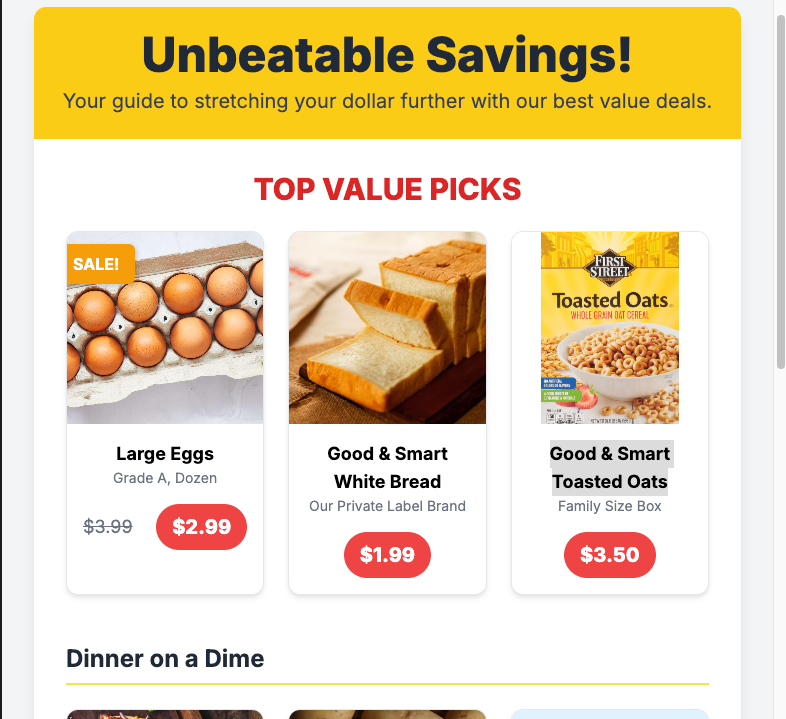 Unbeatable Savings!
Your guide to stretching your dollar further with our best value deals.
TOP VALUE PICKS
SALE!
Large Eggs
Grade A, Dozen
$3.99 $2.99
Good & Smart
White Bread
Our Private Label Brand
$1.99
FIRST
STREET
Toasted Oats
WHOLE GRAIN OAT CEREAL
Good & Smart
Toasted Oats
Family Size Box
$3.50
Dinner on a Dime